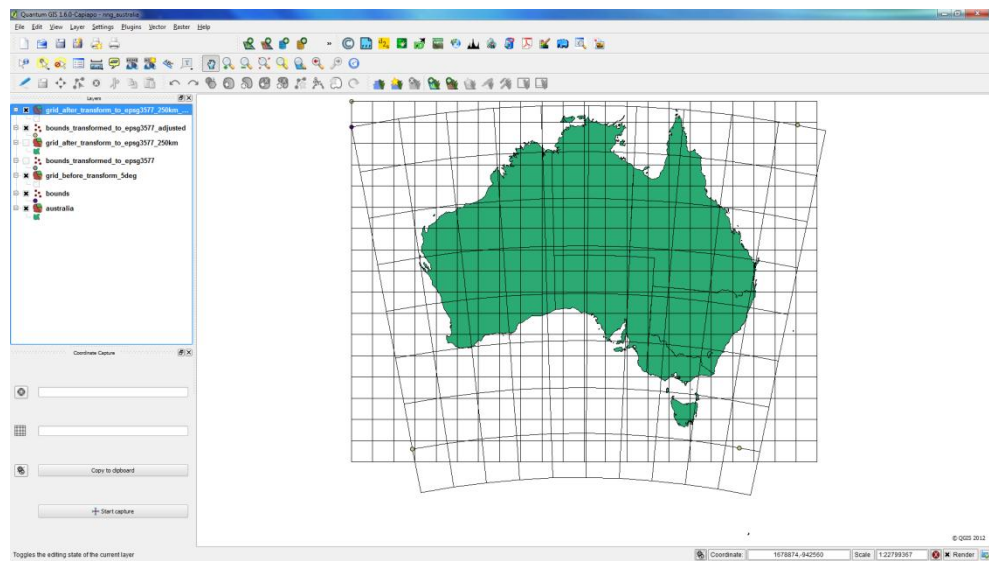 Quantum GIS 1.6.0-Capiapo - nng_australia
File Edit View Layer Settings Plugins Vector Raster Help
Layers
grid_after_transform_to_epsg3577_250km_...
bounds_transformed_to_epsg3577_adjusted
grid_after_transform_to_epsg3577_250km
bounds_transformed_to_epsg3577
grid_before_transform_5deg
bounds
australia
Coordinate Capture
Copy to clipboard
Start capture
© QGIS 2012
Toggles the editing state of the current layer
Coordinate: 1678874,-942560 Scale 1:22799367 Render